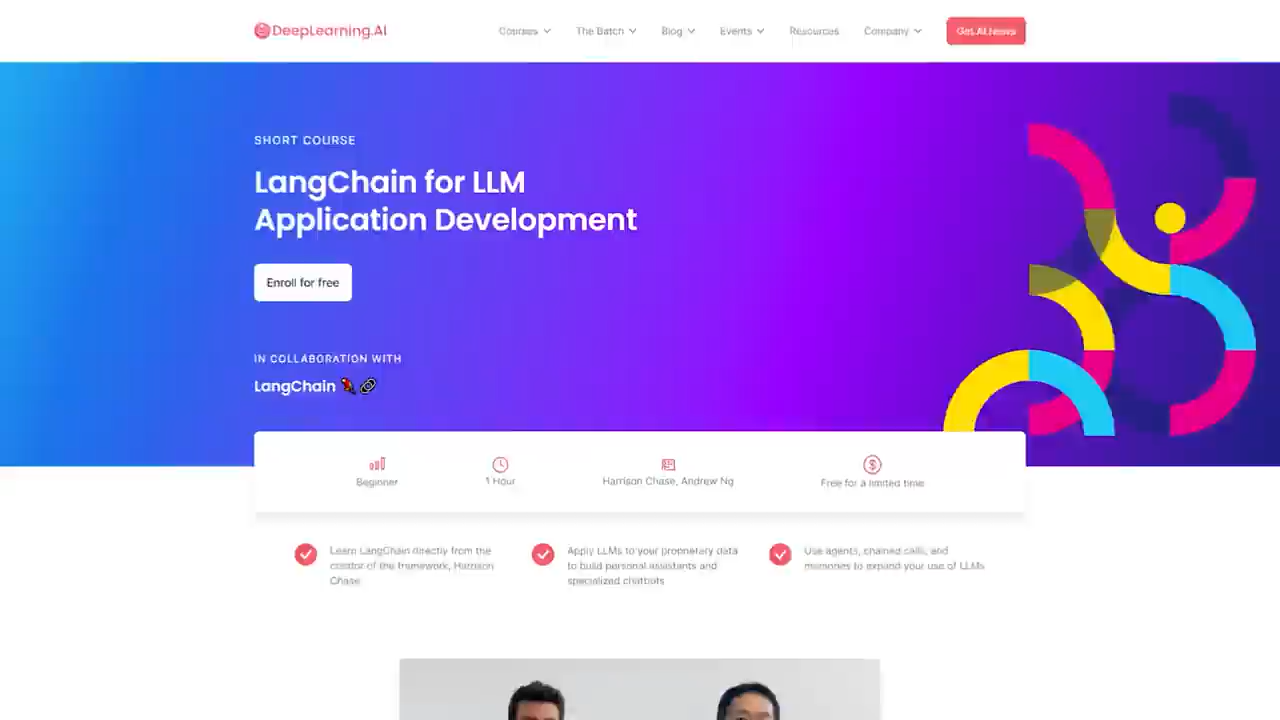 DeepLearning.AI
Courses
The Batch
Blog
Events
Resources
Company
Get AI News
SHORT COURSE
LangChain for LLM
Application Development
Enroll for free
IN COLLABORATION WITH
LangChain
Beginner
1 Hour
Harrison Chase, Andrew Ng
Free for a limited time
Learn LangChain directly from the
creator of the framework, Harrison
Chase
Apply LLMs to your proprietary data
to build personal assistants and
specialized chatbots
Use agents, chained calls, and
memories to expand your use of LLMs